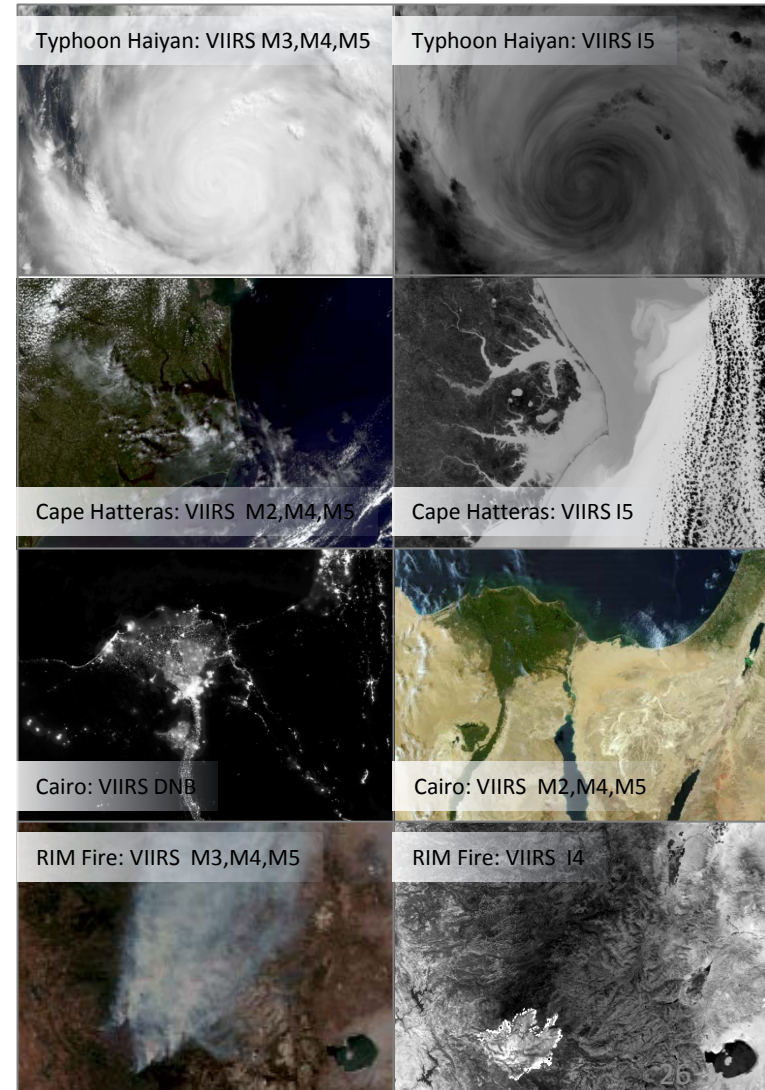 Typhoon Haiyan: VIIRS M3,M4,M5
Typhoon Haiyan: VIIRS I5
Cape Hatteras: VIIRS M2,M4,M5
Cape Hatteras: VIIRS I5
Cairo: VIIRS DNB
Cairo: VIIRS M2,M4,M5
RIM Fire: VIIRS M3,M4,M5
RIM Fire: VIIRS I4
26